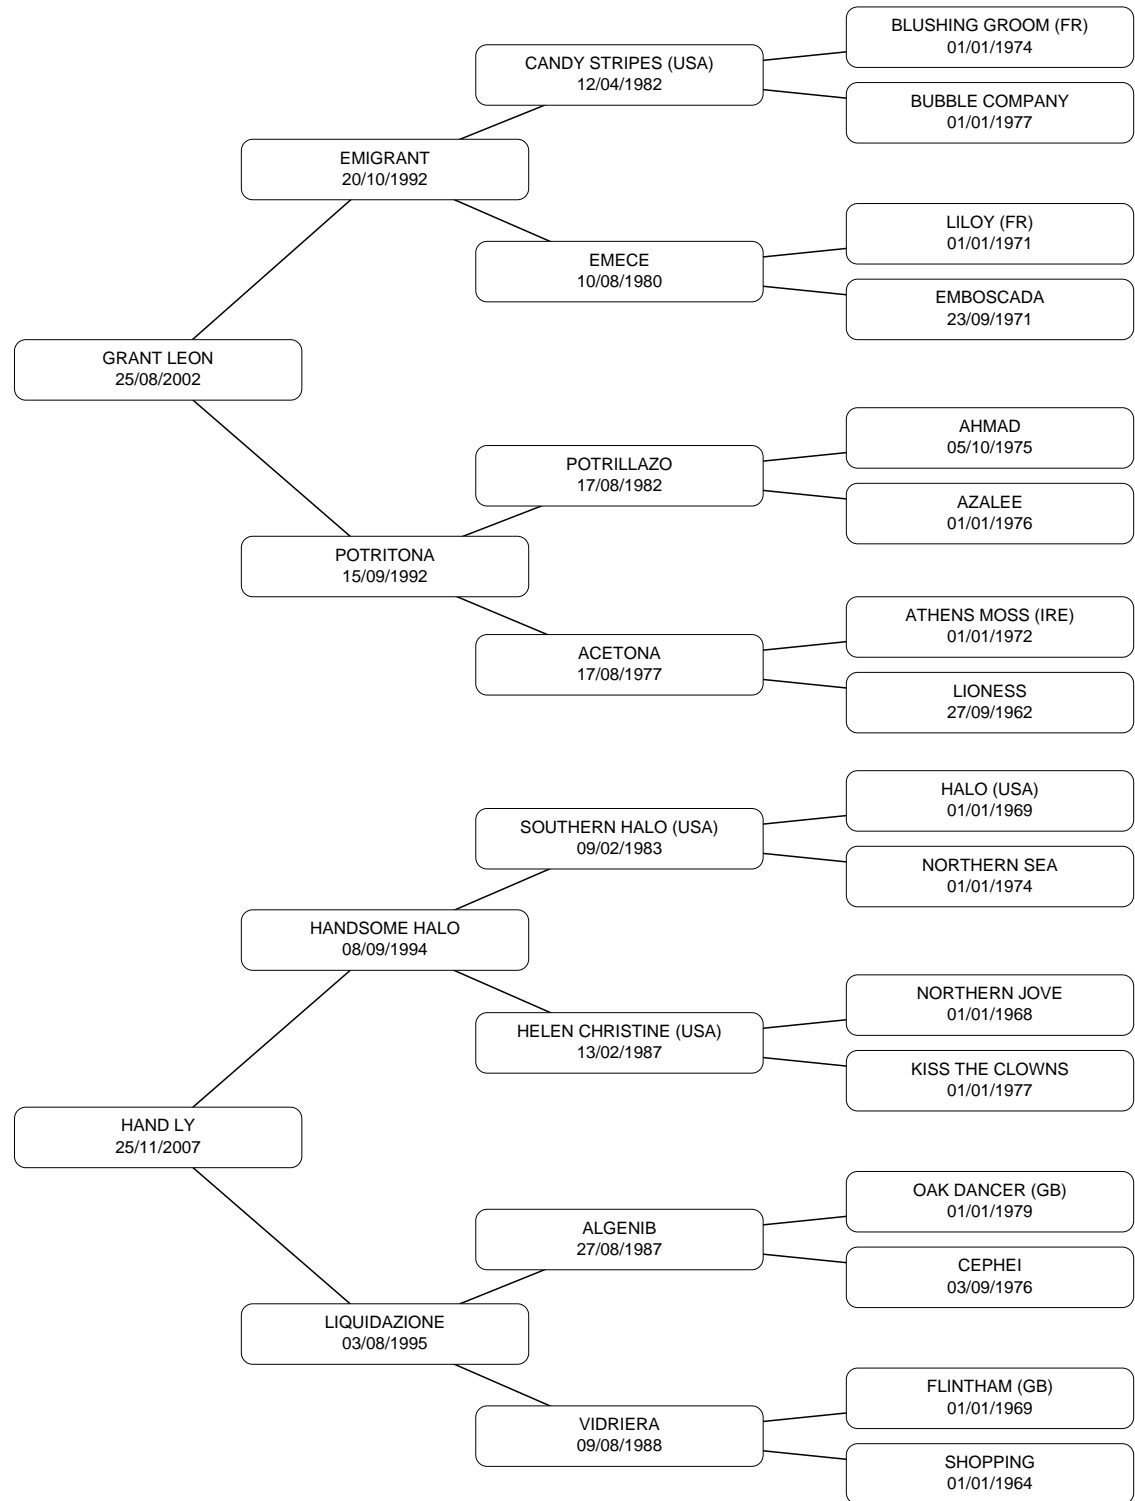 BLUSHING GROOM (FR)
01/01/1974
CANDY STRIPES (USA)
12/04/1982
BUBBLE COMPANY
01/01/1977
EMIGRANT
20/10/1992
LILOY (FR)
01/01/1971
EMECE
10/08/1980
EMBOSCADA
23/09/1971
GRANT LEON
25/08/2002
AHMAD
05/10/1975
POTRILLAZO
17/08/1982
AZALEE
01/01/1976
POTRITONA
15/09/1992
ATHENS MOSS (IRE)
01/01/1972
ACETONA
17/08/1977
LIONESS
27/09/1962
HALO (USA)
01/01/1969
SOUTHERN HALO (USA)
09/02/1983
NORTHERN SEA
01/01/1974
HANDSOME HALO
08/09/1994
NORTHERN JOVE
01/01/1968
HELEN CHRISTINE (USA)
13/02/1987
KISS THE CLOWNS
01/01/1977
HAND LY
25/11/2007
OAK DANCER (GB)
01/01/1979
ALGENIB
27/08/1987
CEPHEI
03/09/1976
LIQUIDAZIONE
03/08/1995
FLINTHAM (GB)
01/01/1969
VIDRIERA
09/08/1988
SHOPPING
01/01/1964